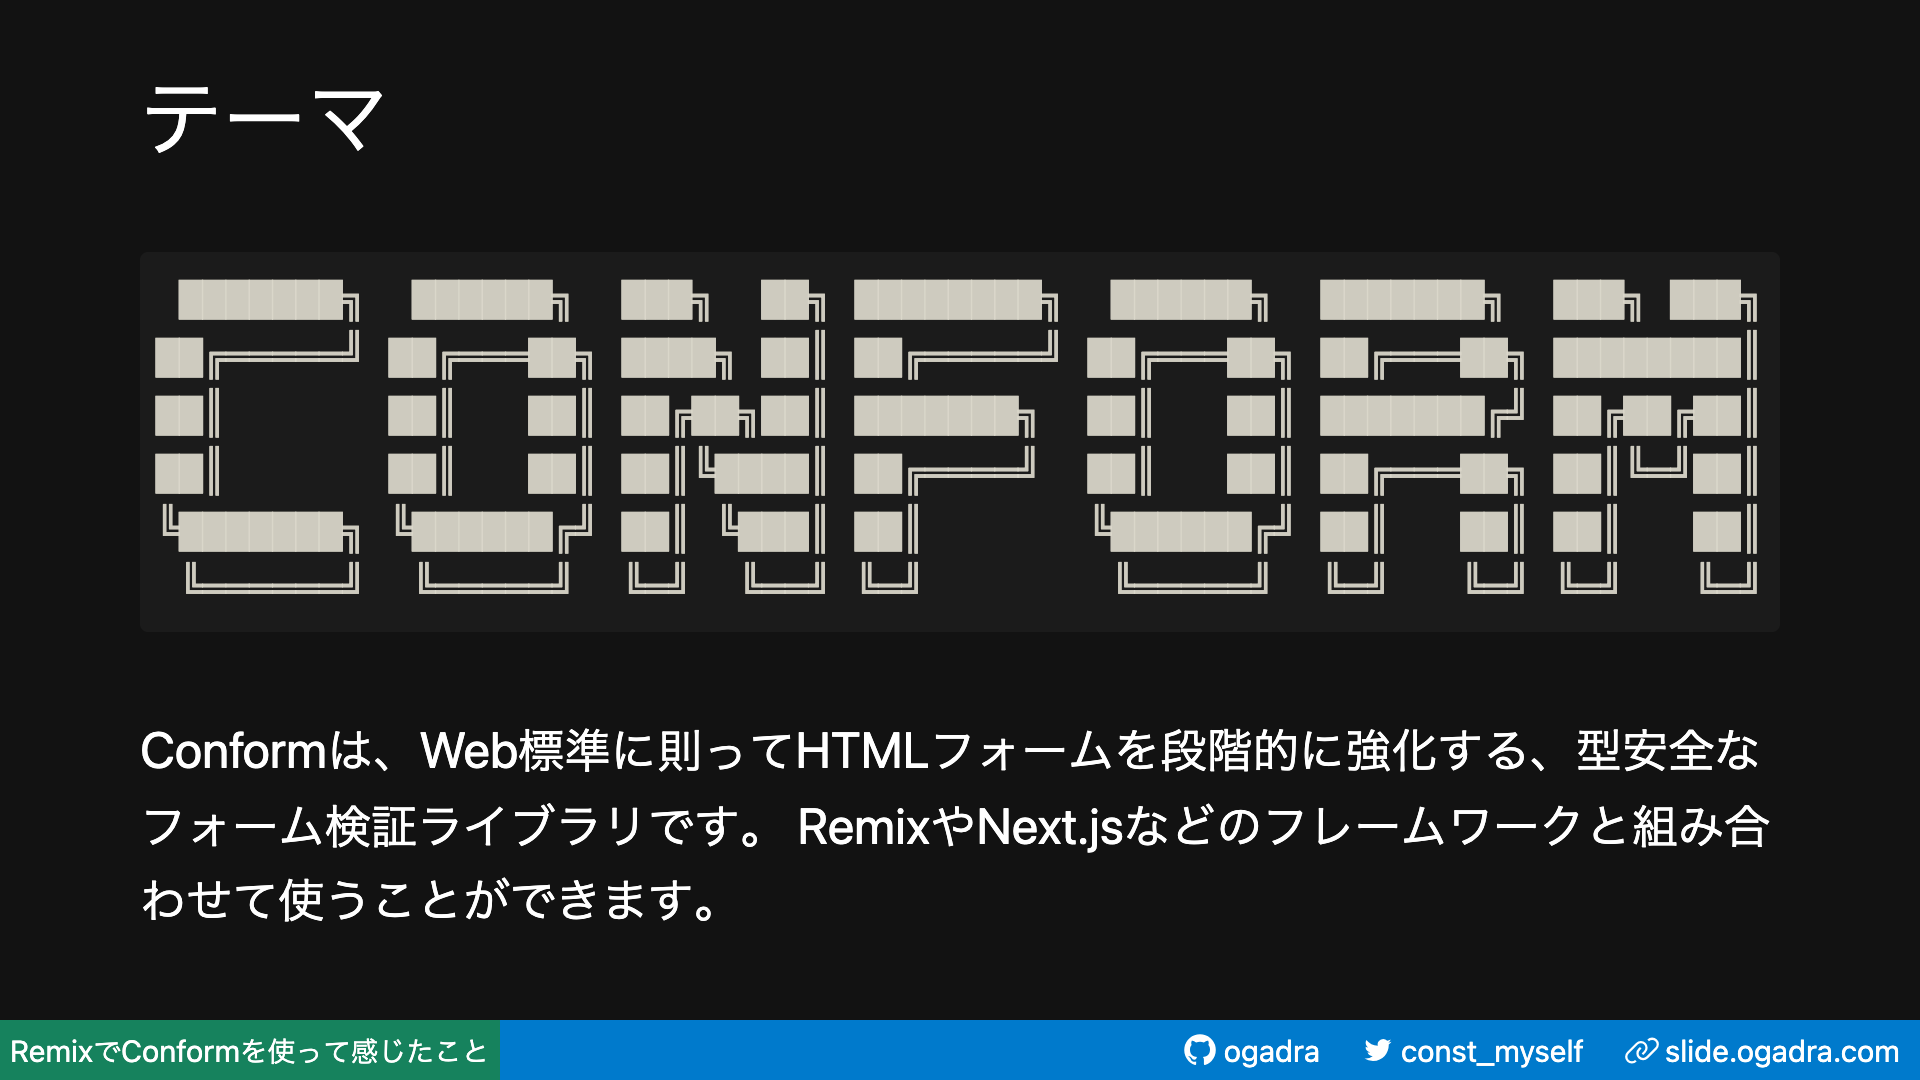 テーマ
CONFORM
Conformは、Web標準に則ってHTMLフォームを段階的に強化する、型安全な
フォーム検証ライブラリです。 RemixやNext.jsなどのフレームワークと組み合
わせて使うことができます。
RemixでConformを使って感じたこと
ogadra
const_myself
slide.ogadra.com